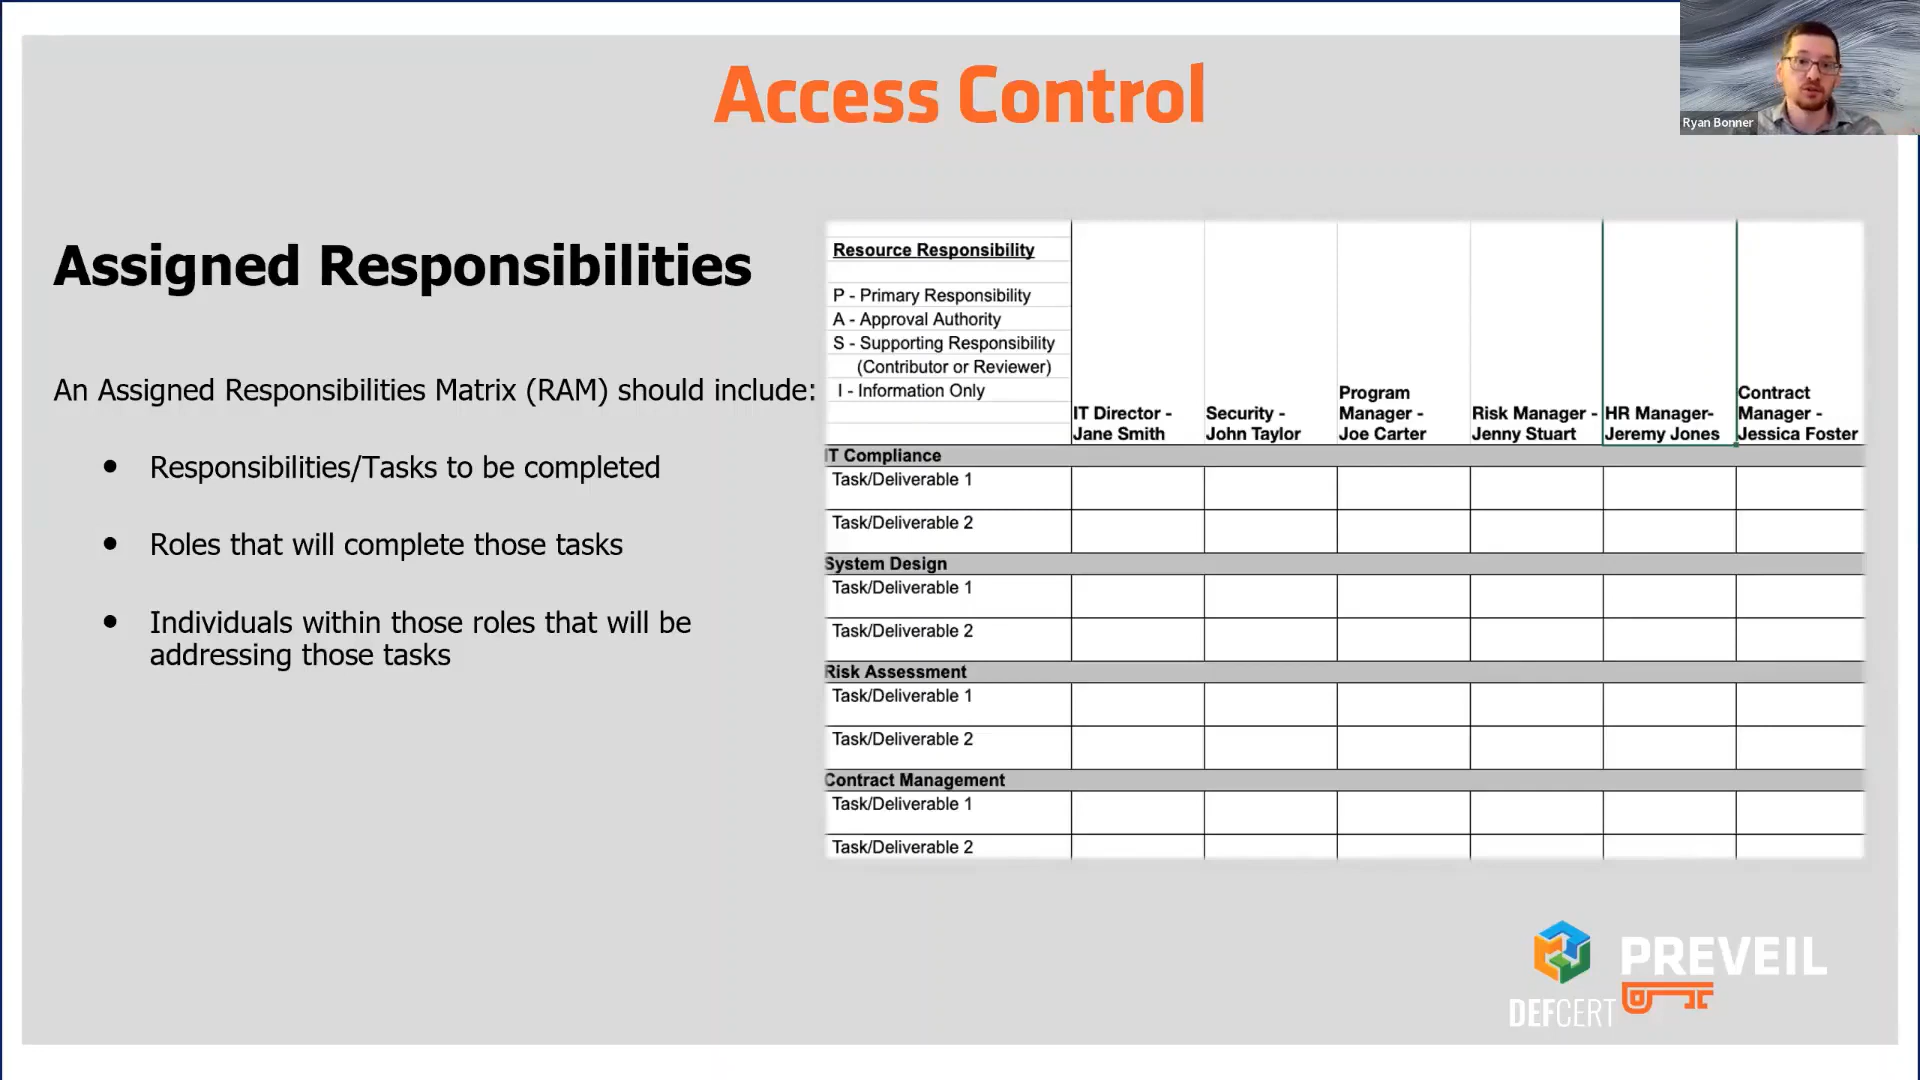 Access Control
Ryan Bonner
Assigned Responsibilities
An Assigned Responsibilities Matrix (RAM) should include:
• Responsibilities/Tasks to be completed
• Roles that will complete those tasks
• Individuals within those roles that will be
addressing those tasks
Resource Responsibility
P - Primary Responsibility
A - Approval Authority
S - Supporting Responsibility
(Contributor or Reviewer)
I - Information Only
IT Director -
Jane Smith
Security -
John Taylor
Program
Manager -
Joe Carter
Risk Manager -
Jenny Stuart
HR Manager-
Jeremy Jones
Contract
Manager -
Jessica Foster
IT Compliance
Task/Deliverable 1
Task/Deliverable 2
System Design
Task/Deliverable 1
Task/Deliverable 2
Risk Assessment
Task/Deliverable 1
Task/Deliverable 2
Contract Management
Task/Deliverable 1
Task/Deliverable 2
DEFCERT
PREVEIL